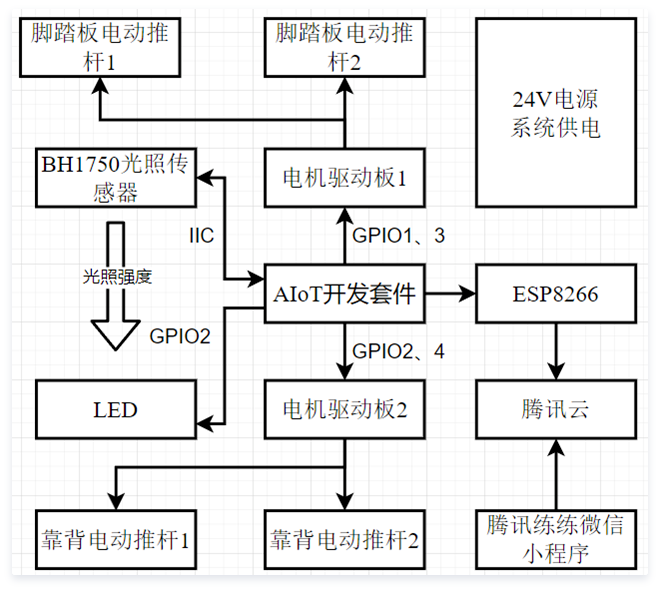 脚踏板电动推
杆1
脚踏板电动推
杆2
24V电源
系统供电
BH1750光照传
感器
电机驱动板1
IIC
GPIO1、3
光照强度
AIoT开发套件
ESP8266
GPIO2
GPIO2、4
LED
电机驱动板2
腾讯云
靠背电动推杆1
靠背电动推杆2
腾讯练练微信
小程序